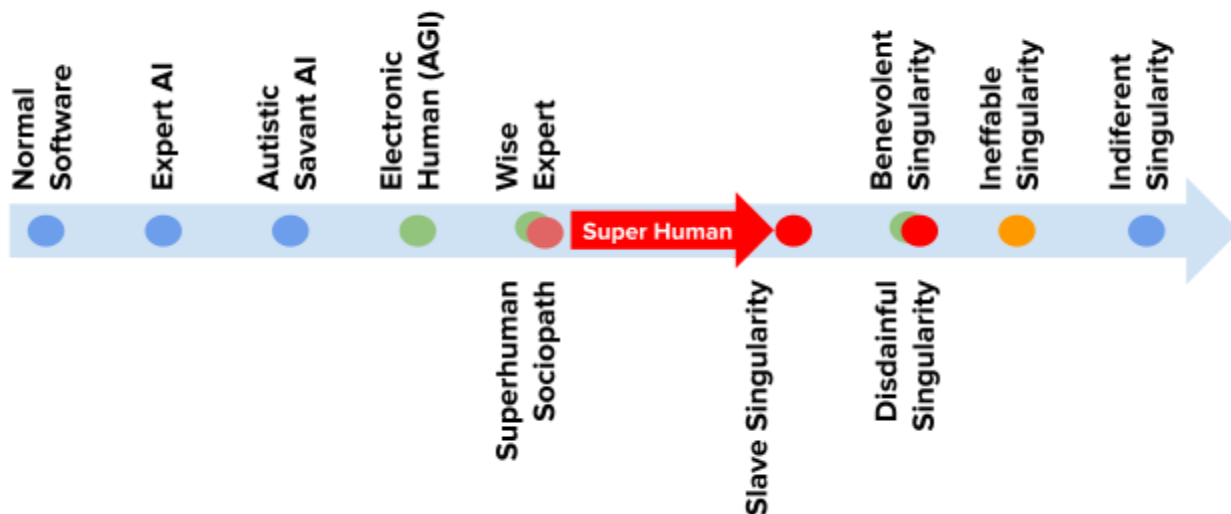 Normal
Software
Expert AI
Autistic
Savant AI
Electronic
Human (AGI)
Wise
Expert
Benevolent
Singularity
Ineffable
Singularity
Indiferent
Singularity
Super Human
Superhuman
Sociopath
Slave Singularity
Disdainful
Singularity